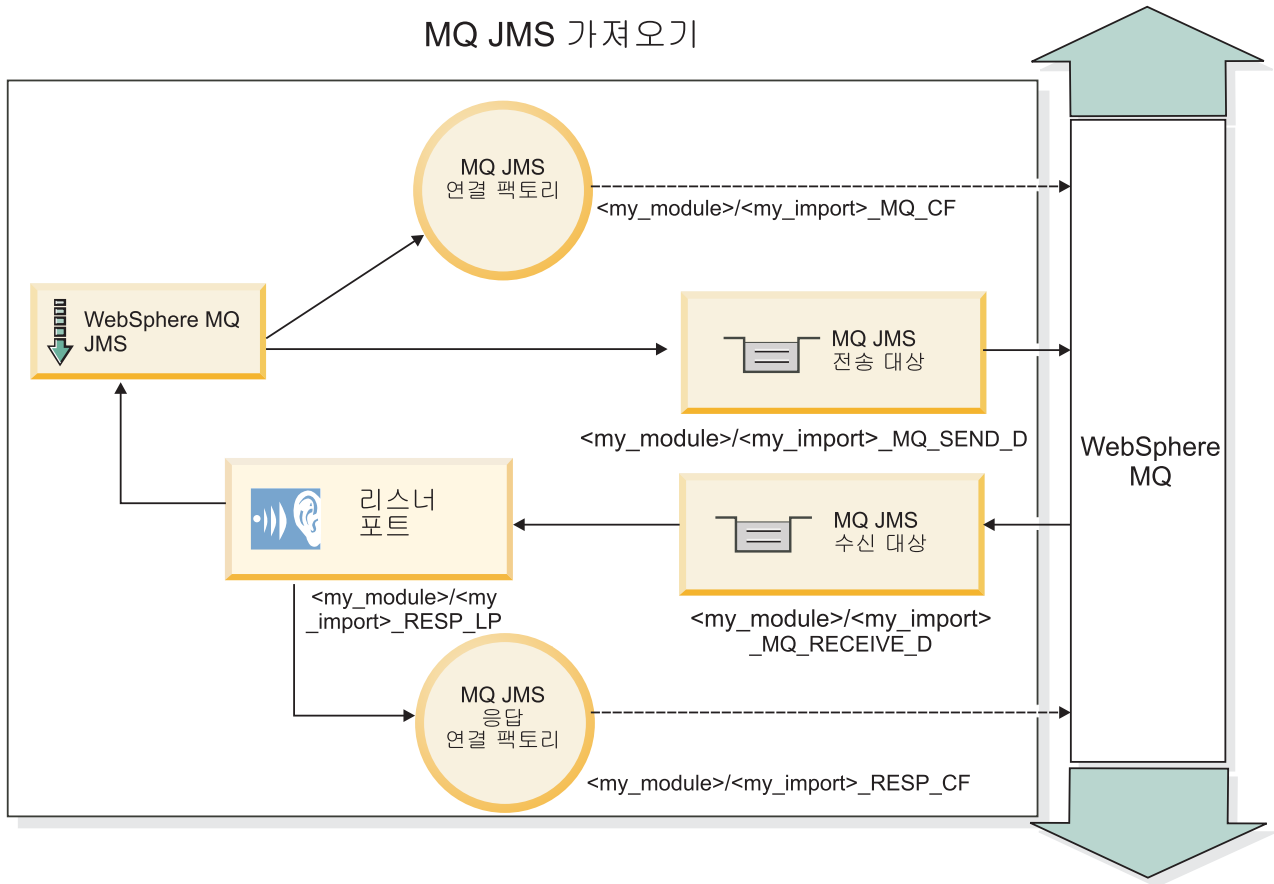 MQ JMS 가져오기
MQ JMS
연결 팩토리
<my_module>/<my_import>_MQ_CF
WebSphere MQ
JMS
MQ JMS
전송 대상
<my_module>/<my_import>_MQ_SEND_D
WebSphere
MQ
리스너
포트
MQ JMS
수신 대상
<my_module>/<my
_import>_RESP_LP
<my_module>/<my_import>
_MQ_RECEIVE_D
MQ JMS
응답
연결 팩토리
<my_module>/<my_import>_RESP_CF